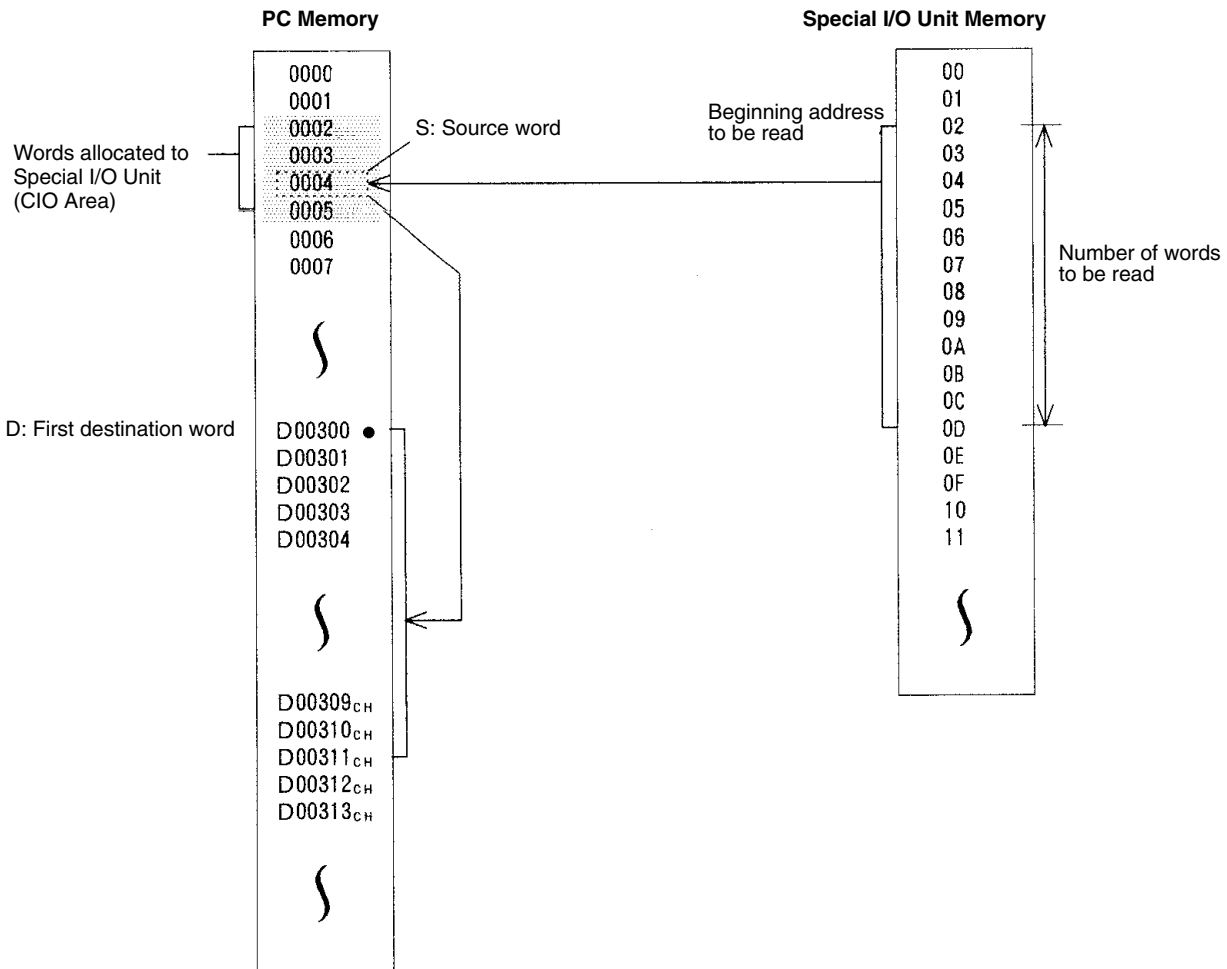 PC Memory
Special I/O Unit Memory
0000
0001
0002
0003
0004
0005
0006
0007
S: Source word
Words allocated to
Special I/O Unit
(CIO Area)
D: First destination word
D00300
D00301
D00302
D00303
D00304
D00309CH
D00310CH
D00311CH
D00312CH
D00313CH
Beginning address
to be read
00
01
02
03
04
05
06
07
08
09
0A
0B
0C
0D
0E
0F
10
11
Number of words
to be read